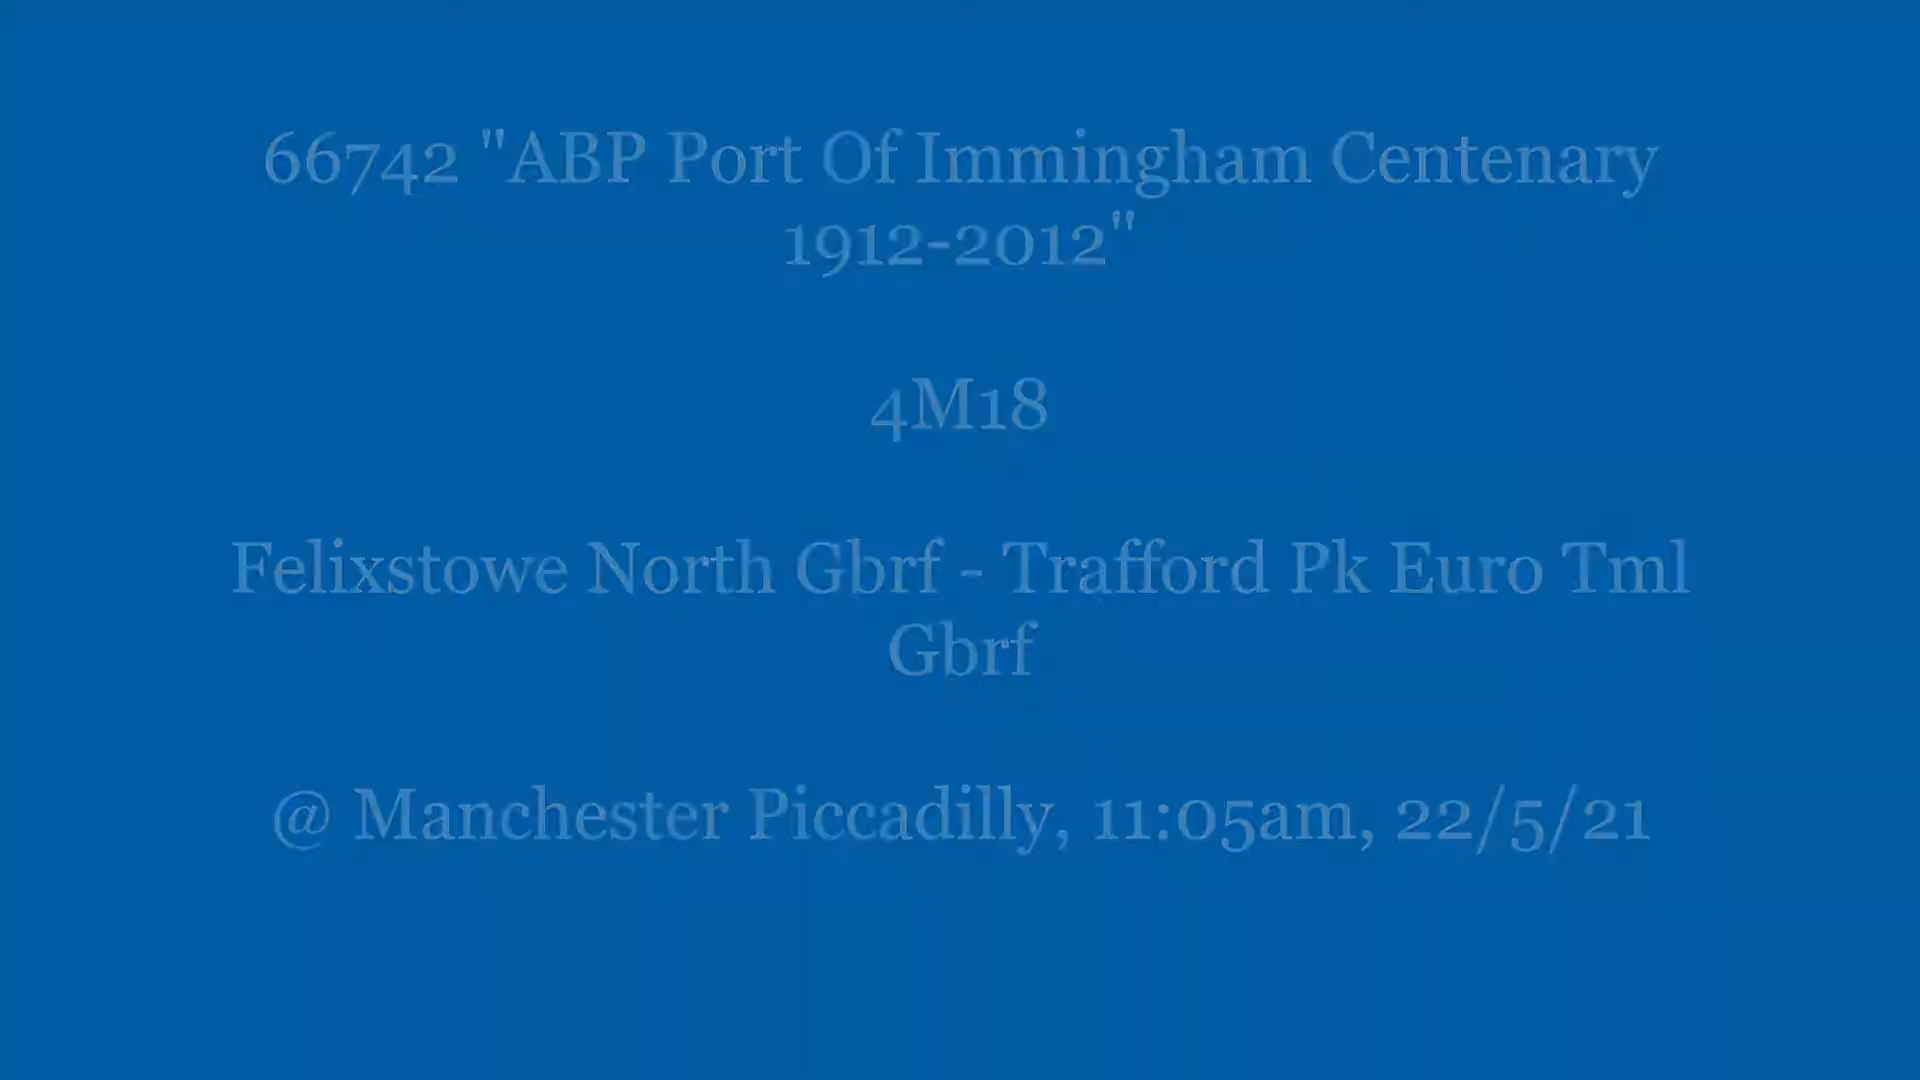 66742 "ABP Port Of Immingham Centenary
1912-2012"
4M18
Felixstowe North Gbrf - Trafford Pk Euro Tml
Gbrf
@ Manchester Piccadilly, 11:05am, 22/5/21